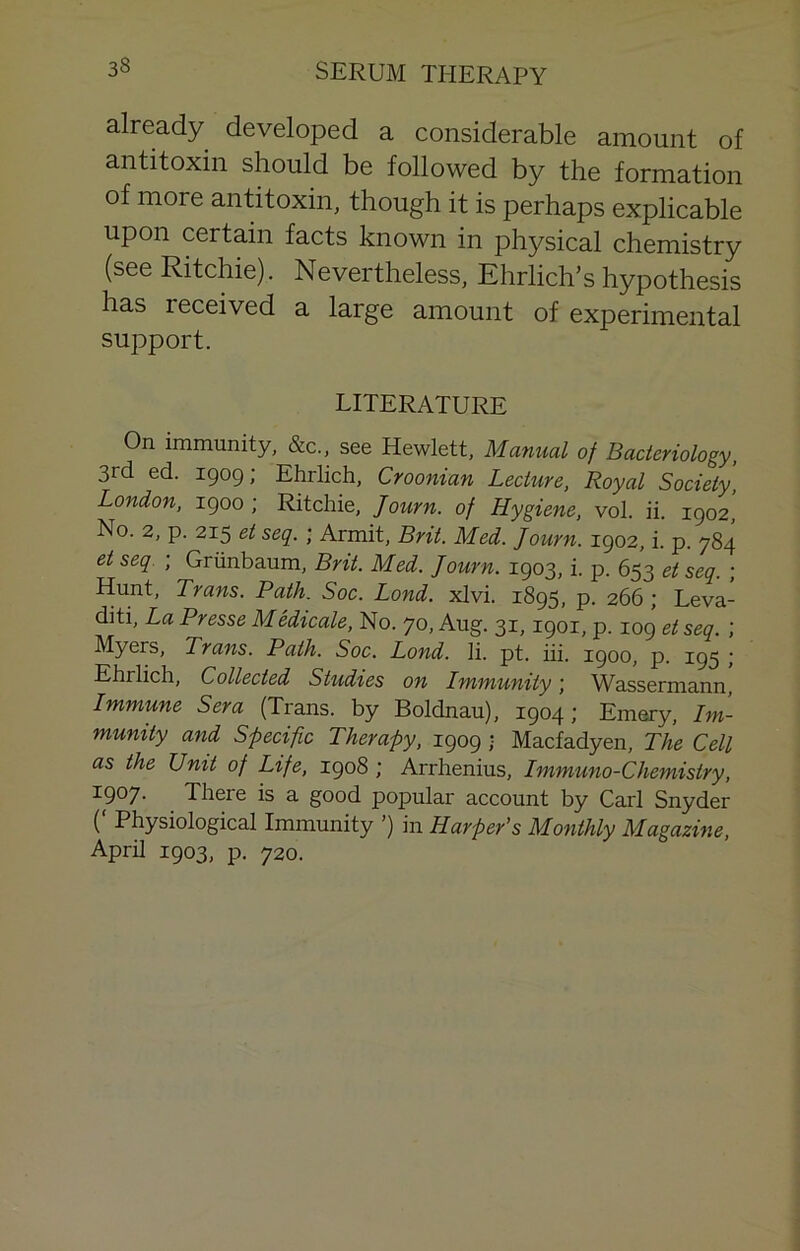 38 SERUM THERAPY
already developed a considerable amount of
antitoxin should be followed by the formation
of more antitoxin, though it is perhaps explicable
upon certain facts known in physical chemistry
(see Ritchie). Nevertheless, Ehrlich's hypothesis
has received a large amount of experimental
support.
LITERATURE
On immunity, &c., see Hewlett, Manual of Bacteriology,
3rd ed. 1909; Ehrlich, Croonian Lecture, Royal Society,
London, 1900; Ritchie, Journ. of Hygiene, vol. ii. 1902,
No. 2, p. 215 et seq.; Armit, Brit. Med. Journ. 1902, i. p. 784
et seq.; Grünbaum, Brit. Med. Journ. 1903, i. p. 653 et seq.;
Hunt, Trans. Path. Soc. Lond. xlvi. 1895, p. 266; Leva-
diti, La Presse Médicale, No. 70, Aug. 31, 1901, p. 109 et seq.;
Myers, Trans. Path. Soc. Lond. li. pt. iii. 1900, p. 195;
Ehrlich, Collected Studies on Immunity; Wassermann,
Immune Sera (Trans. by Boldnau), 1904; Emery, Im-
munity and Specific Therapy, 1909; Macfadyen, The Cell
as the Unit of Life, 1908; Arrhenius, Immuno-Chemistry,
1907. There is a good popular account by Carl Snyder
(' Physiological Immunity ') in Harper's Monthly Magazine,
April 1903, p. 720.